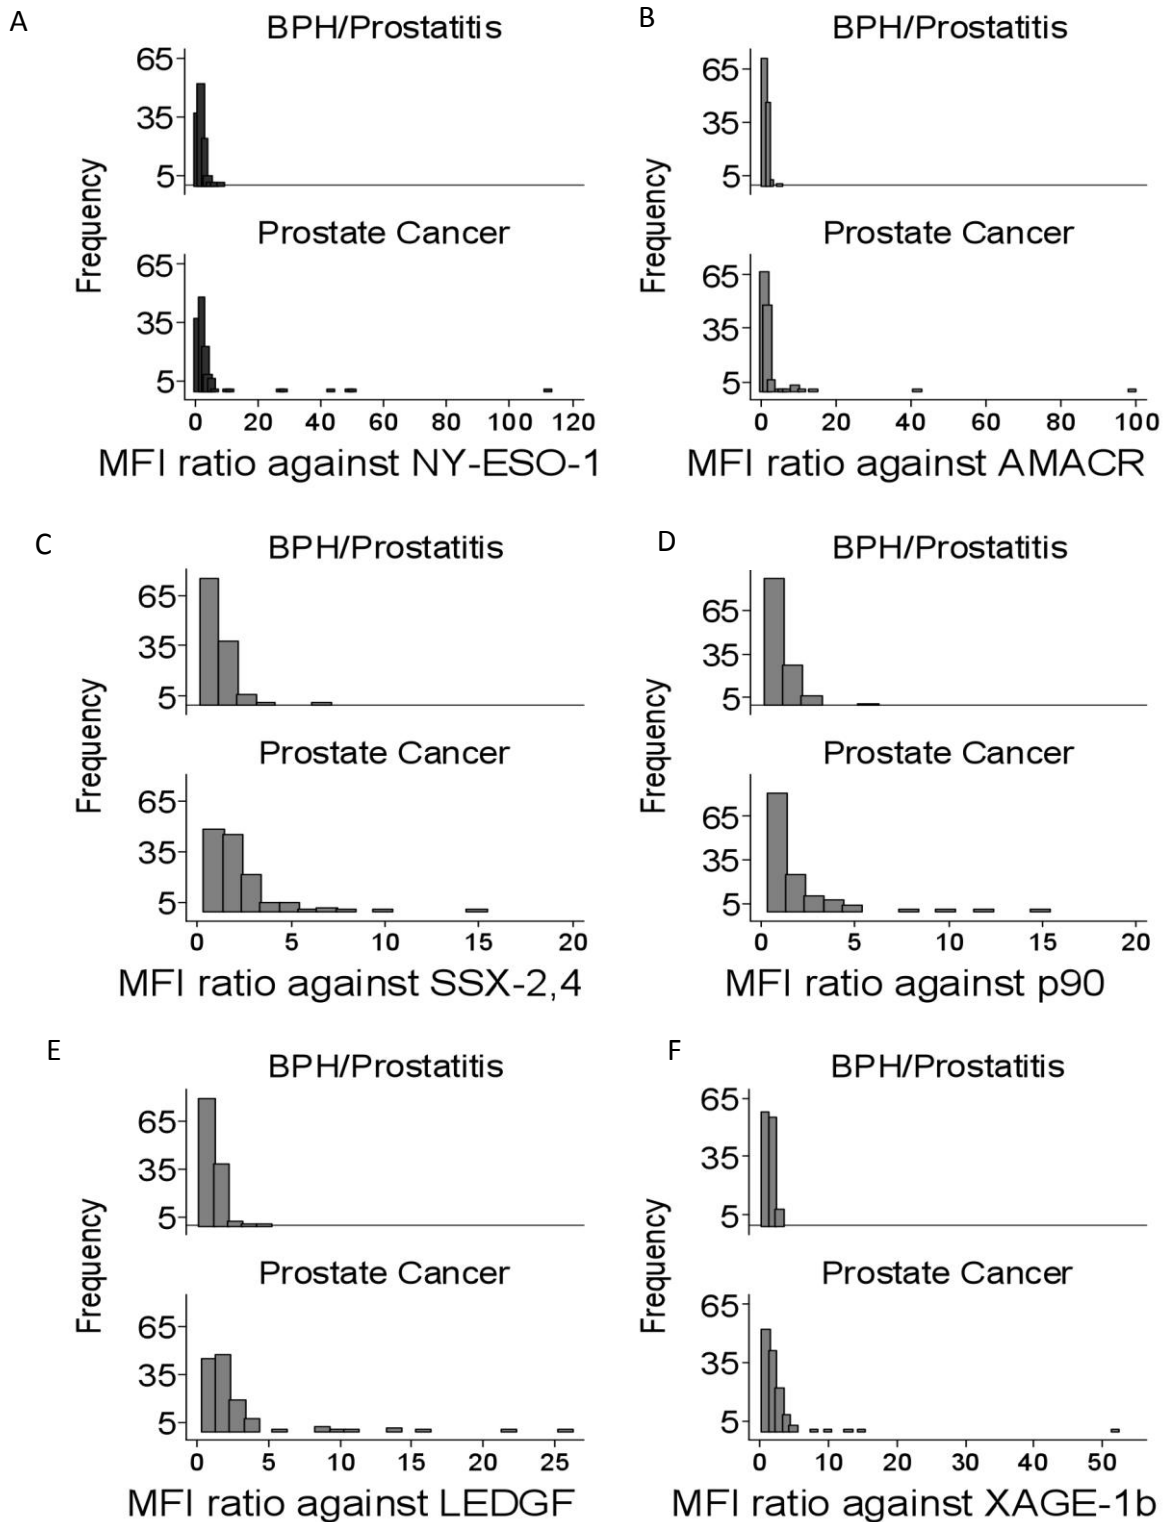 A
BPH/Prostatitis
65
35
5
Frequency
Prostate Cancer
65
35
5
0 20 40 60 80 100 120
MFI ratio against NY-ESO-1
B
BPH/Prostatitis
65
35
5
Frequency
Prostate Cancer
65
35
5
0 20 40 60 80 100
MFI ratio against AMACR
C
BPH/Prostatitis
65
35
5
Frequency
Prostate Cancer
65
35
5
0 5 10 15 20
MFI ratio against SSX-2,4
D
BPH/Prostatitis
65
35
5
Frequency
Prostate Cancer
65
35
5
0 5 10 15 20
MFI ratio against p90
E
BPH/Prostatitis
65
35
5
Frequency
Prostate Cancer
65
35
5
0 5 10 15 20 25
MFI ratio against LEDGF
F
BPH/Prostatitis
65
35
5
Frequency
Prostate Cancer
65
35
5
0 10 20 30 40 50
MFI ratio against XAGE-1b